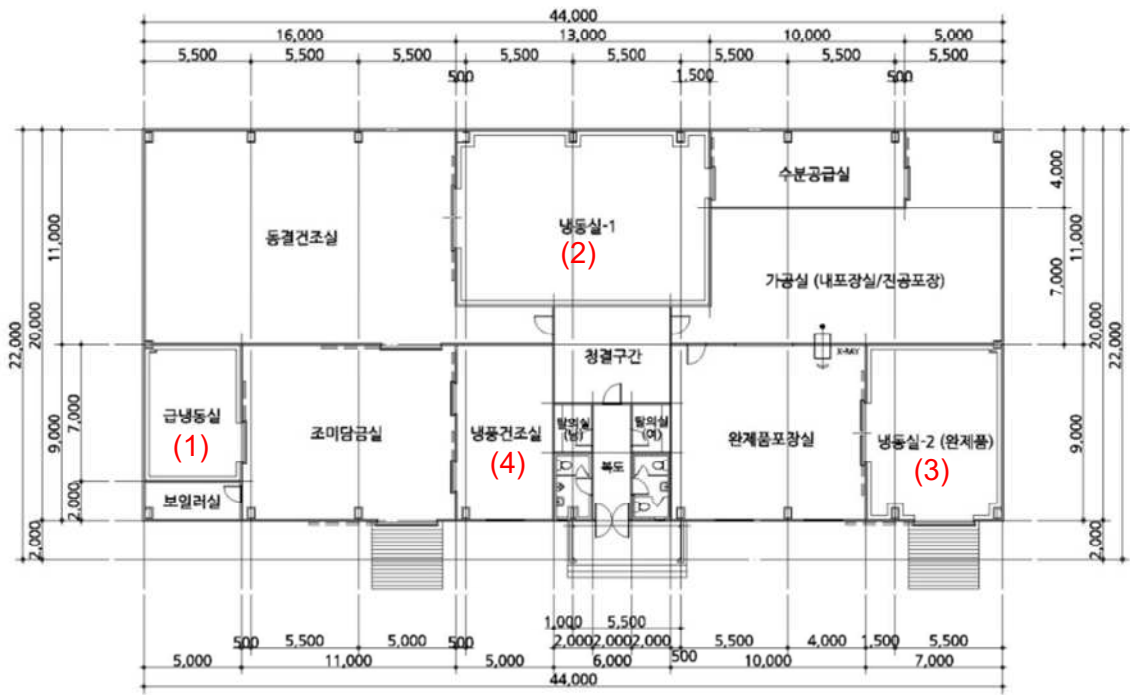 44,000
16,000 13,000 10,000 5,000
5,500 5,500 5,500 5,500 5,500 5,500 5,500 5,500
500 1,500 500
수분공급실
4,000
동결건조실
냉동실-1
(2)
11,000
11,000
가공실 (내포장실/진공포장)
7,000
22,000
20,000
20,000
22,000
X-RAY
청결구간
급냉동실
(1)
7,000
9,000
조미담금실
냉풍건조실
(4)
탈의실
(남)
탈의실
(여)
복도
완제품포장실
냉동실-2 (완제품)
(3)
9,000
보일러실
2,000
2,000
2,000
1,000 5,500
500 5,500 5,000 500 2,000 2,000 2,000 500 5,500 4,000 1,500 5,500
5,000 11,000 5,000 6,000 10,000 7,000
44,000